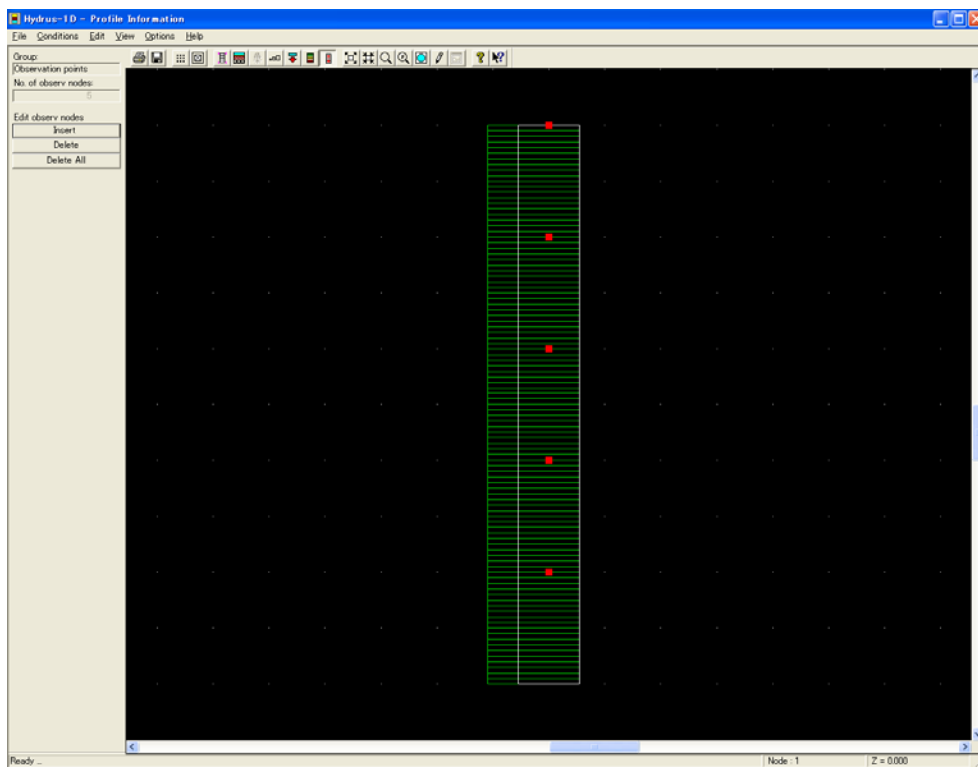 Hydrus-1D - Profile Information
File Conditions Edit View Options Help
Group:
Observation points
No. of observ nodes:
5
Edit observ nodes
Insert
Delete
Delete All
Ready ...
Node : 1
Z = 0.000